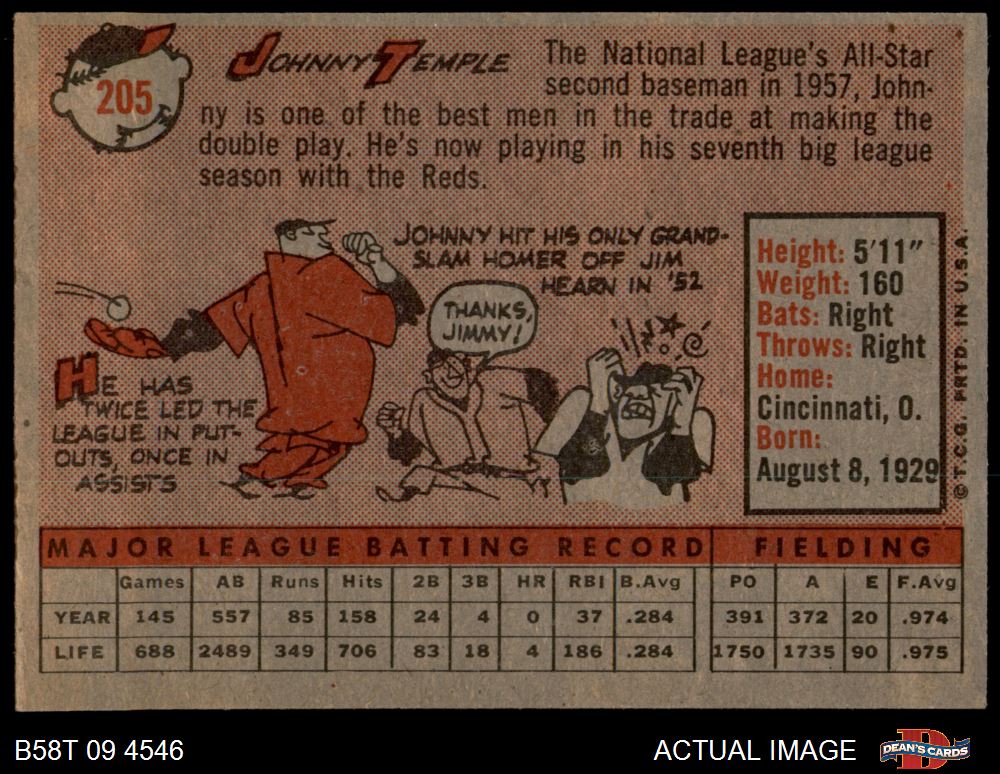 205
JOHNNY TEMPLE
The National League's All-Star
second baseman in 1957, John-
ny is one of the best men in the trade at making the
double play. He's now playing in his seventh big league
season with the Reds.
JOHNNY HIT HIS ONLY GRAND-
SLAM HOMER OFF JIM
HEARN IN '52
THANKS,
JIMMY!
HE HAS
TWICE LED THE
LEAGUE IN PUT-
OUTS, ONCE IN
ASSISTS
Height: 5'11"
Weight: 160
Bats: Right
Throws: Right
Home:
Cincinnati, O.
Born:
August 8, 1929
© T.C.G. PRTD. IN U.S.A.
MAJOR LEAGUE BATTING RECORD FIELDING
Games AB Runs Hits 2B 3B HR RBI B.Avg PO A E F.Avg
YEAR 145 557 85 158 24 4 0 37 .284 391 372 20 .974
LIFE 688 2489 349 706 83 18 4 186 .284 1750 1735 90 .975
B58T 09 4546
ACTUAL IMAGE
DEAN'S CARDS